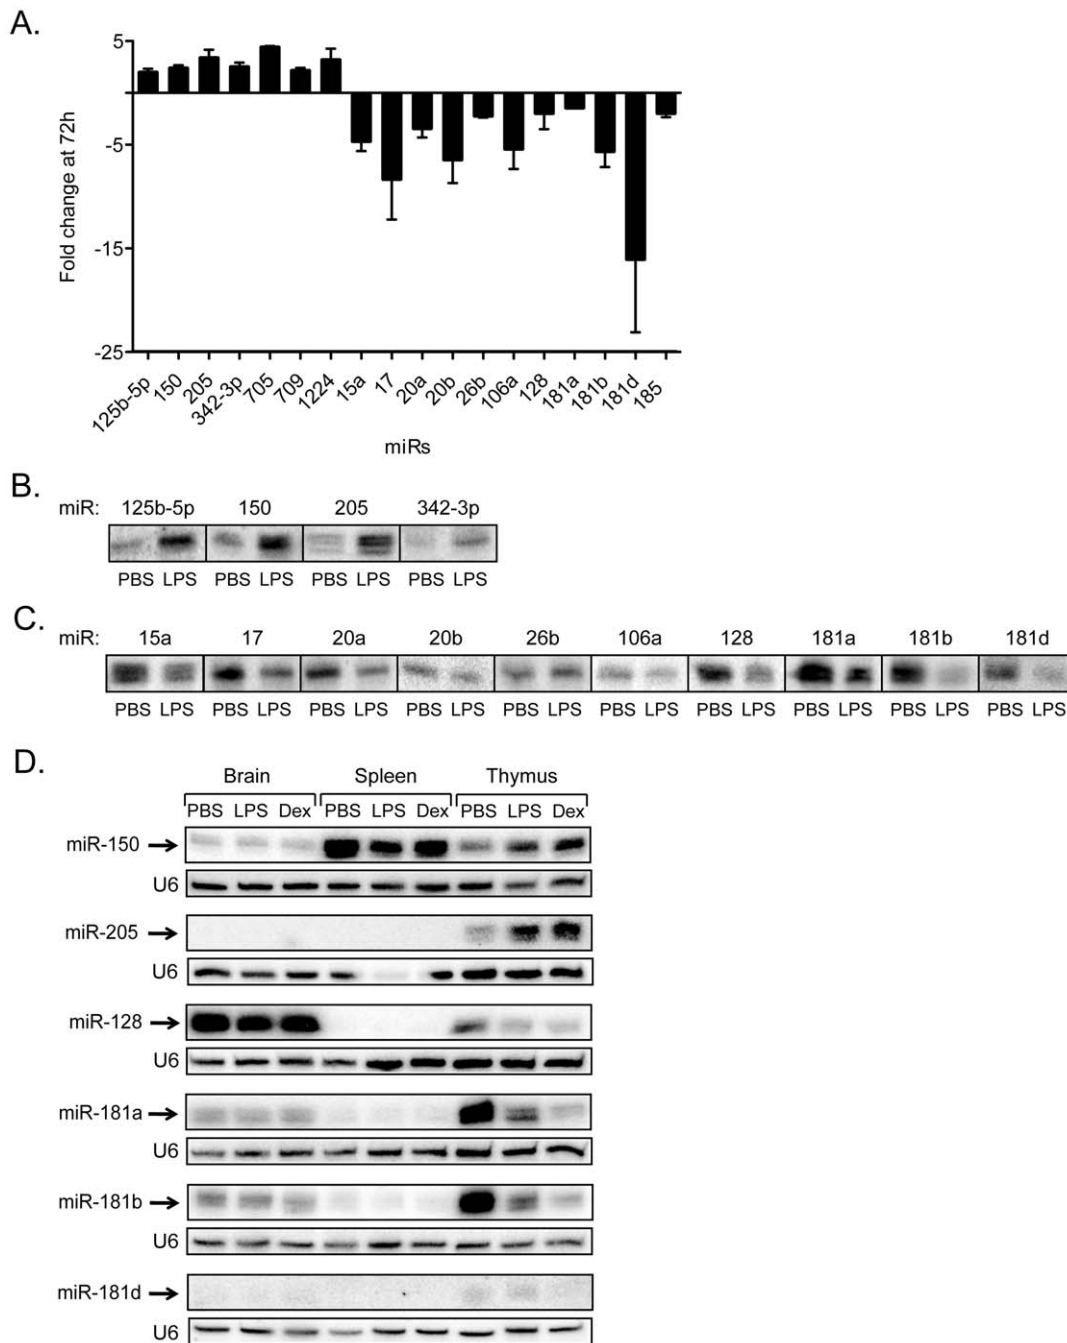 A.
5
-5
-15
-25
Fold change at 72h
125b-5p 150 205 342-3p 705 709 1224 15a 17 20a 20b 26b 106a 128 181a 181b 181d 185
miRs
B.
miR: 125b-5p 150 205 342-3p
PBS LPS PBS LPS PBS LPS PBS LPS
C.
miR: 15a 17 20a 20b 26b 106a 128 181a 181b 181d
PBS LPS PBS LPS PBS LPS PBS LPS PBS LPS PBS LPS PBS LPS PBS LPS PBS LPS PBS LPS
D.
Brain Spleen Thymus
PBS LPS Dex PBS LPS Dex PBS LPS Dex
miR-150
U6
miR-205
U6
miR-128
U6
miR-181a
U6
miR-181b
U6
miR-181d
U6